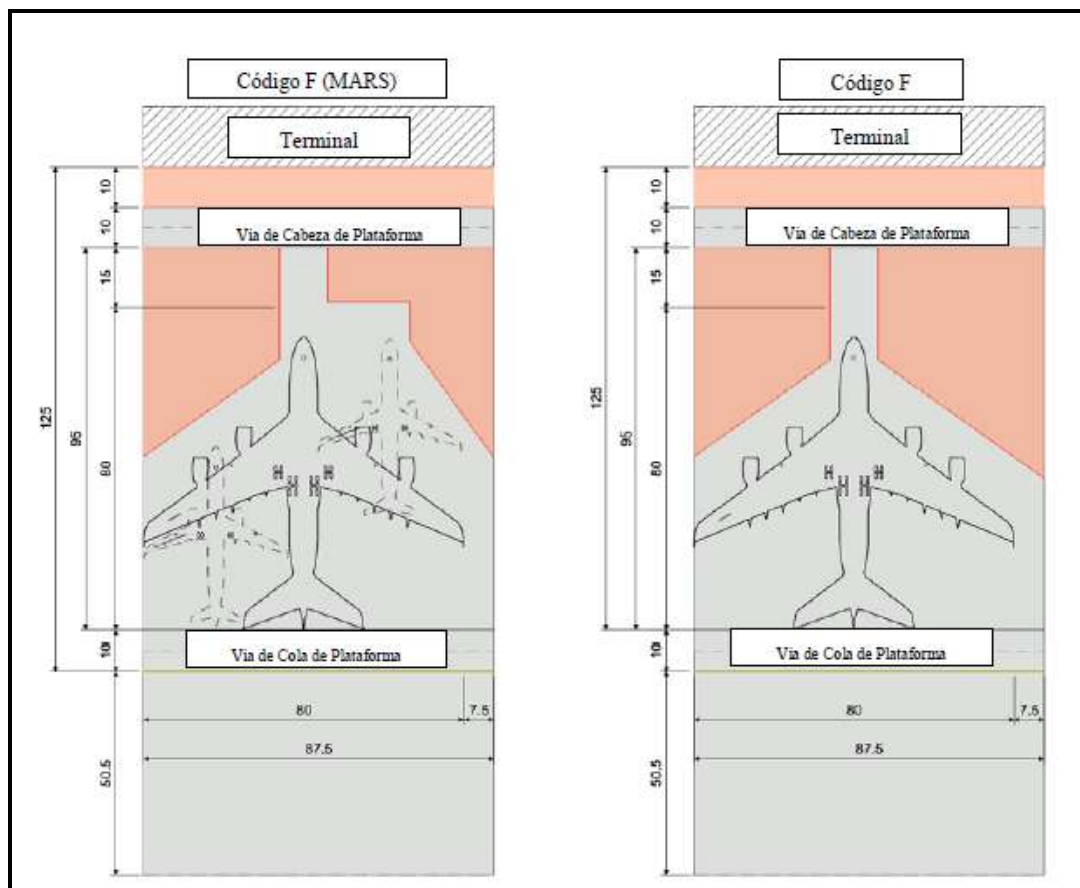 Código F (MARS)
Código F
Terminal
Terminal
10
10
10
10
Via de Cabeza de Plataforma
Via de Cabeza de Plataforma
15
15
125
95
80
125
95
80
10
10
Via de Cola de Plataforma
Via de Cola de Plataforma
80
7.5
80
7.5
87.5
87.5
50.5
50.5